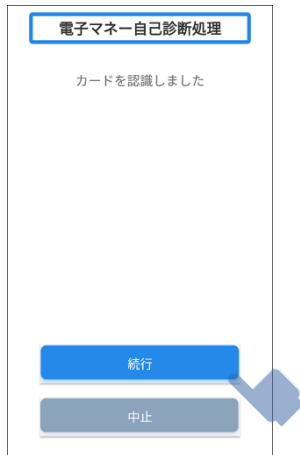 電子マネー自己診断処理
カードを認識しました
続行
中止